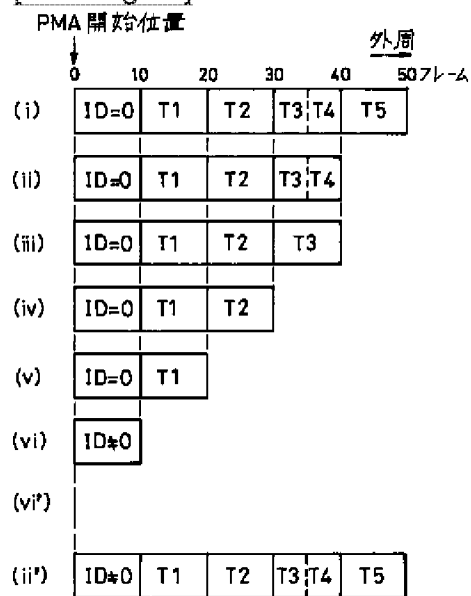 PMA開始位置
外周
0 10 20 30 40 50フレーム
(i) ID=0 T1 T2 T3 T4 T5
(ii) ID=0 T1 T2 T3 T4
(iii) ID=0 T1 T2 T3
(iv) ID=0 T1 T2
(v) ID=0 T1
(vi) ID≠0
(vi')
(ii') ID≠0 T1 T2 T3 T4 T5